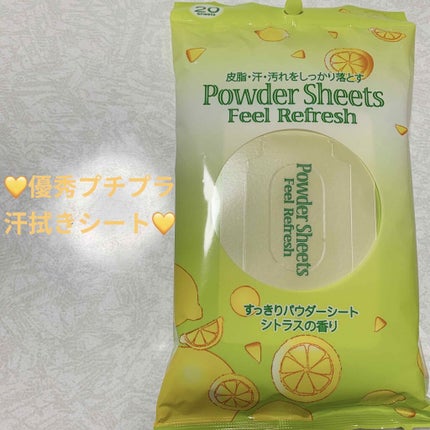 20
Sheets
皮脂・汗・汚れをしっかり落とす
Powder Sheets
Feel Refresh
Powder Sheets
Feel Refresh
🧡優秀プチプラ
汗拭きシート🧡
すっきりパウダーシート
シトラスの香り